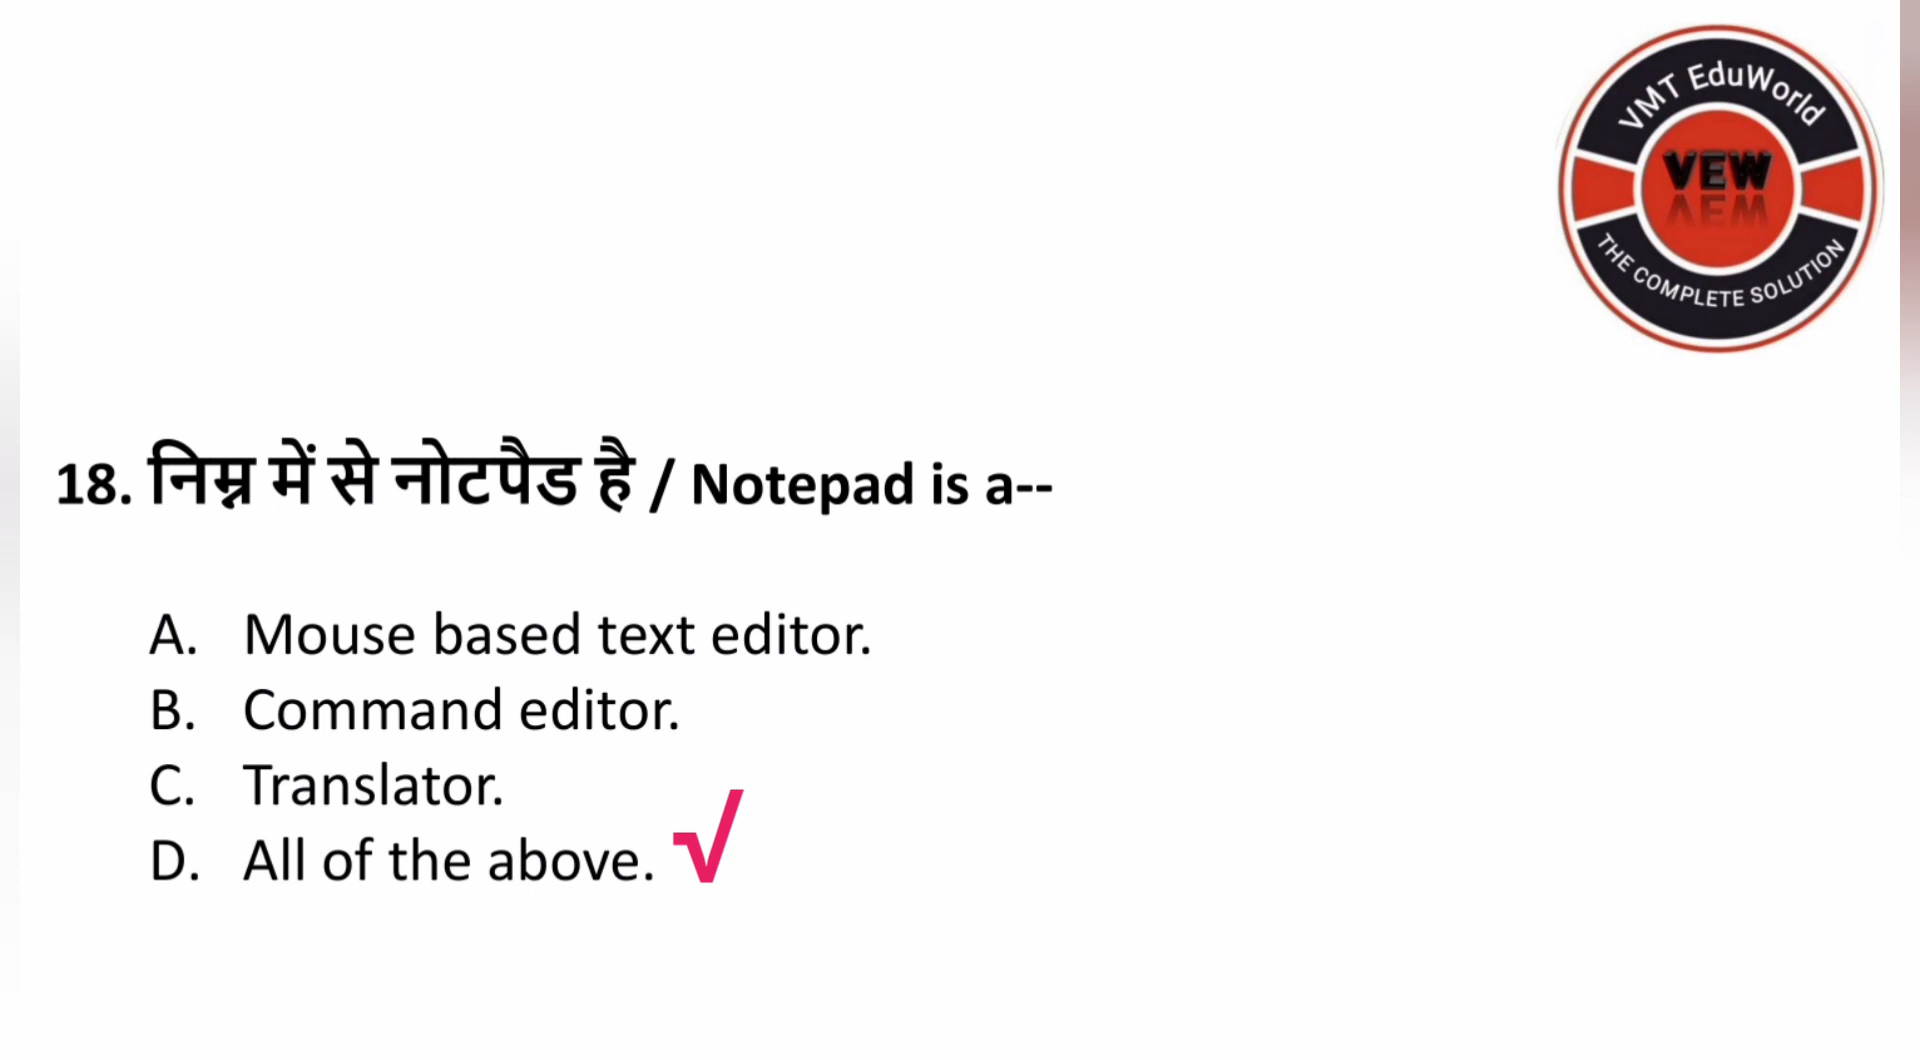 VMT EduWorld
VEW
THE COMPLETE SOLUTION
18. निम्न में से नोटपैड है / Notepad is a--
A. Mouse based text editor.
B. Command editor.
C. Translator.
D. All of the above. √